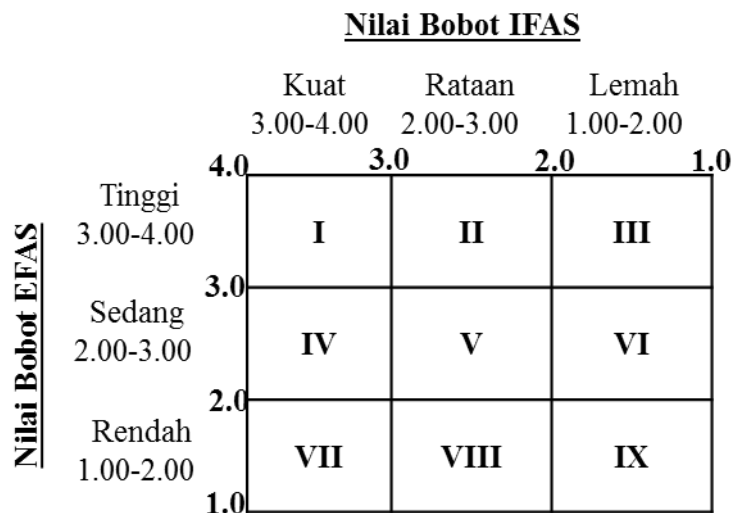 Nilai Bobot IFAS
Kuat Rataan Lemah
3.00-4.00 2.00-3.00 1.00-2.00
4.0 3.0 2.0 1.0
Nilai Bobot EFAS
Tinggi
3.00-4.00
I II III
3.0
Sedang
2.00-3.00
IV V VI
2.0
Rendah
1.00-2.00
VII VIII IX
1.0